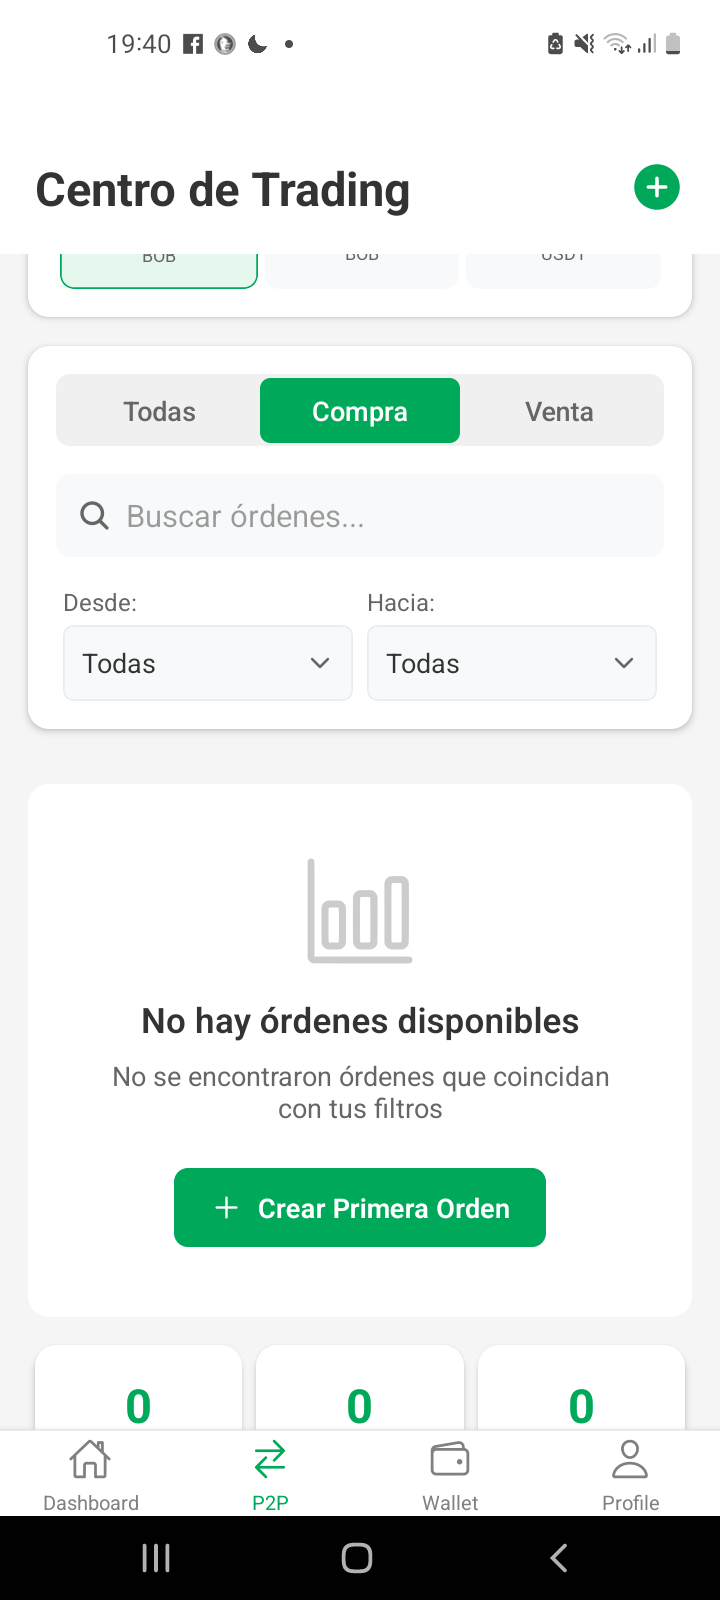 19:40
Centro de Trading
BOB
BOB
USDT
Todas
Compra
Venta
Buscar órdenes...
Desde:
Hacia:
Todas
Todas
No hay órdenes disponibles
No se encontraron órdenes que coincidan
con tus filtros
Crear Primera Orden
0
0
0
Dashboard
P2P
Wallet
Profile